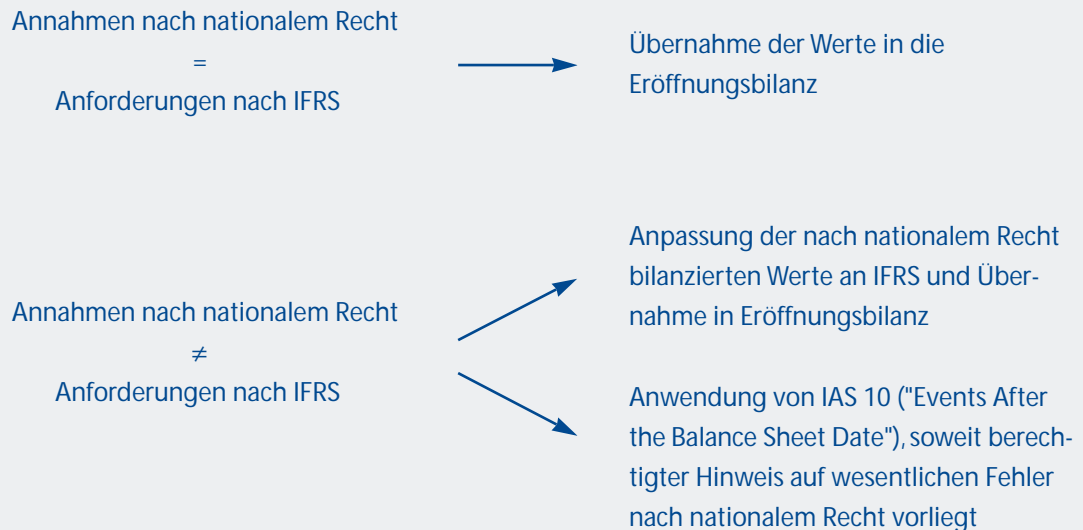 Annahmen nach nationalem Recht
=
Anforderungen nach IFRS
Übernahme der Werte in die
Eröffnungsbilanz
Annahmen nach nationalem Recht
≠
Anforderungen nach IFRS
Anpassung der nach nationalem Recht
bilanzierten Werte an IFRS und Über-
nahme in Eröffnungsbilanz
Anwendung von IAS 10 ("Events After
the Balance Sheet Date"), soweit berech-
tigter Hinweis auf wesentlichen Fehler
nach nationalem Recht vorliegt